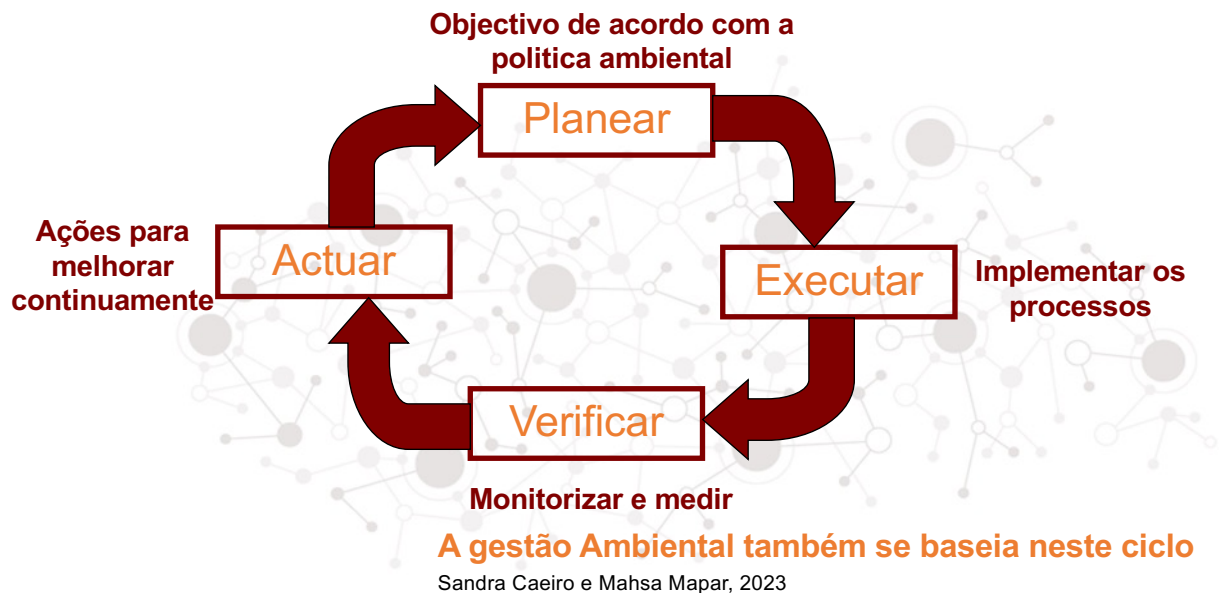 Objectivo de acordo com a
politica ambiental
Planear
Ações para
melhorar
continuamente
Actuar
Executar
Implementar os
processos
Verificar
Monitorizar e medir
A gestão Ambiental também se baseia neste ciclo
Sandra Caeiro e Mahsa Mapar, 2023